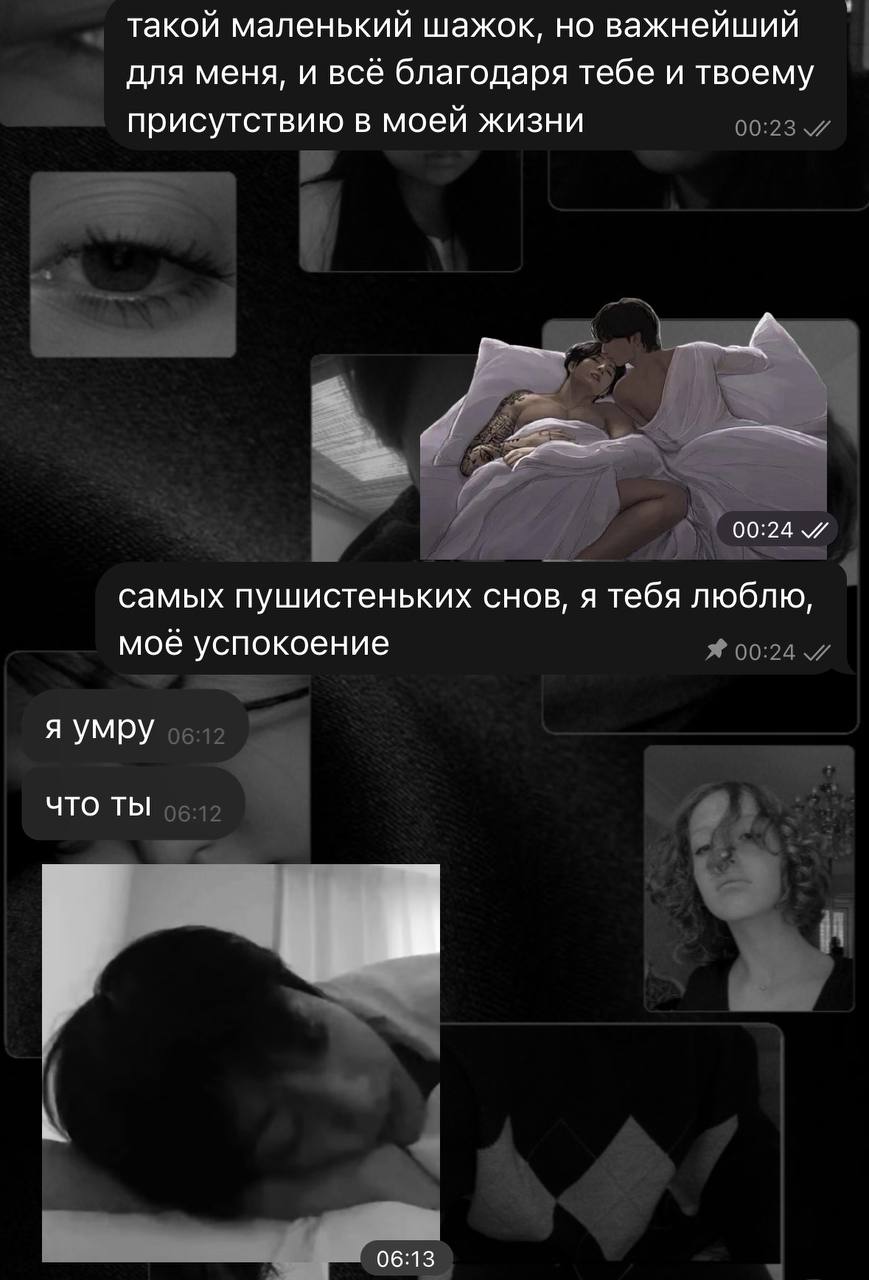 такой маленький шажок, но важнейший
для меня, и всё благодаря тебе и твоему
присутствию в моей жизни
00:23
00:24
самых пушистеньких снов, я тебя люблю,
моё успокоение
00:24
я умру 06:12
что ты 06:12
06:13